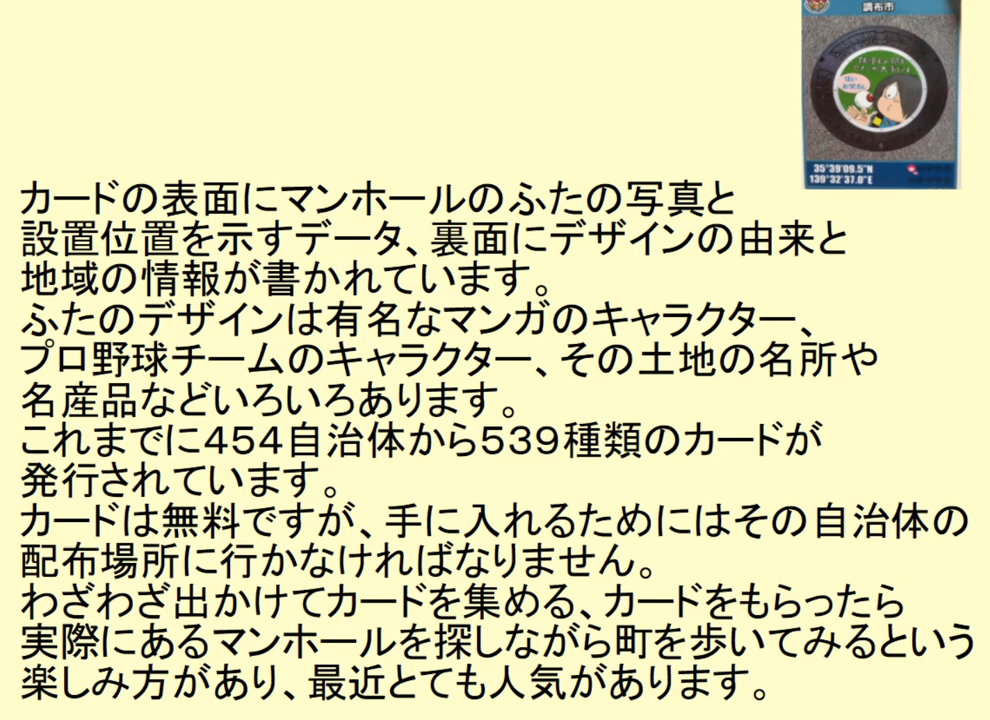 調布市
35°39'09.5"N
139°32'37.0"E
カードの表面にマンホールのふたの写真と
設置位置を示すデータ、裏面にデザインの由来と
地域の情報が書かれています。
ふたのデザインは有名なマンガのキャラクター、
プロ野球チームのキャラクター、その土地の名所や
名産品などいろいろあります。
これまでに454自治体から539種類のカードが
発行されています。
カードは無料ですが、手に入れるためにはその自治体の
配布場所に行かなければなりません。
わざわざ出かけてカードを集める、カードをもらったら
実際にあるマンホールを探しながら町を歩いてみるという
楽しみ方があり、最近とても人気があります。